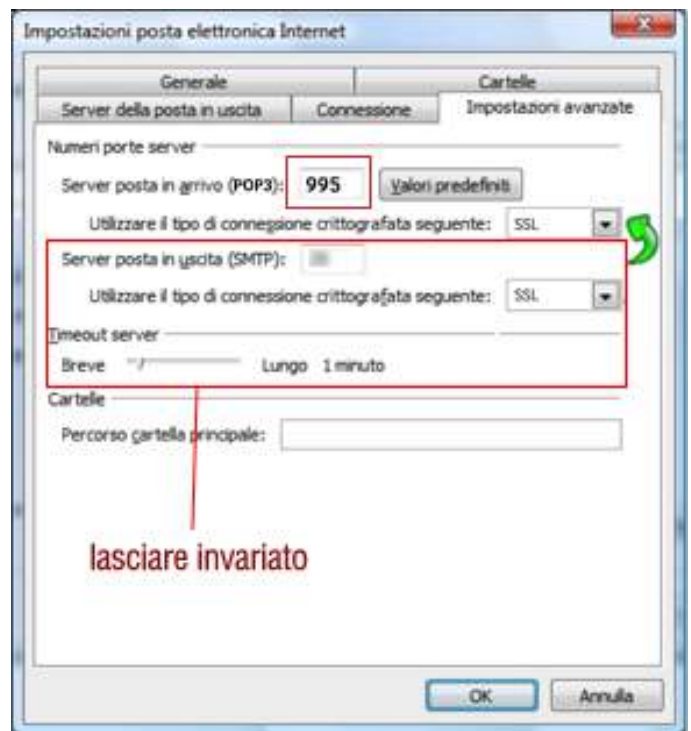 Impostazioni posta elettronica Internet
Generale Cartelle
Server della posta in uscita Connessione Impostazioni avanzate
Numeri porte server
Server posta in arrivo (POP3): 995 Valori predefiniti
Utilizzare il tipo di connessione crittografata seguente: SSL
Server posta in uscita (SMTP):
Utilizzare il tipo di connessione crittografata seguente: SSL
Timeout server
Breve Lungo 1 minuto
Cartelle
Percorso cartella principale:
lasciare invariato
OK Annulla